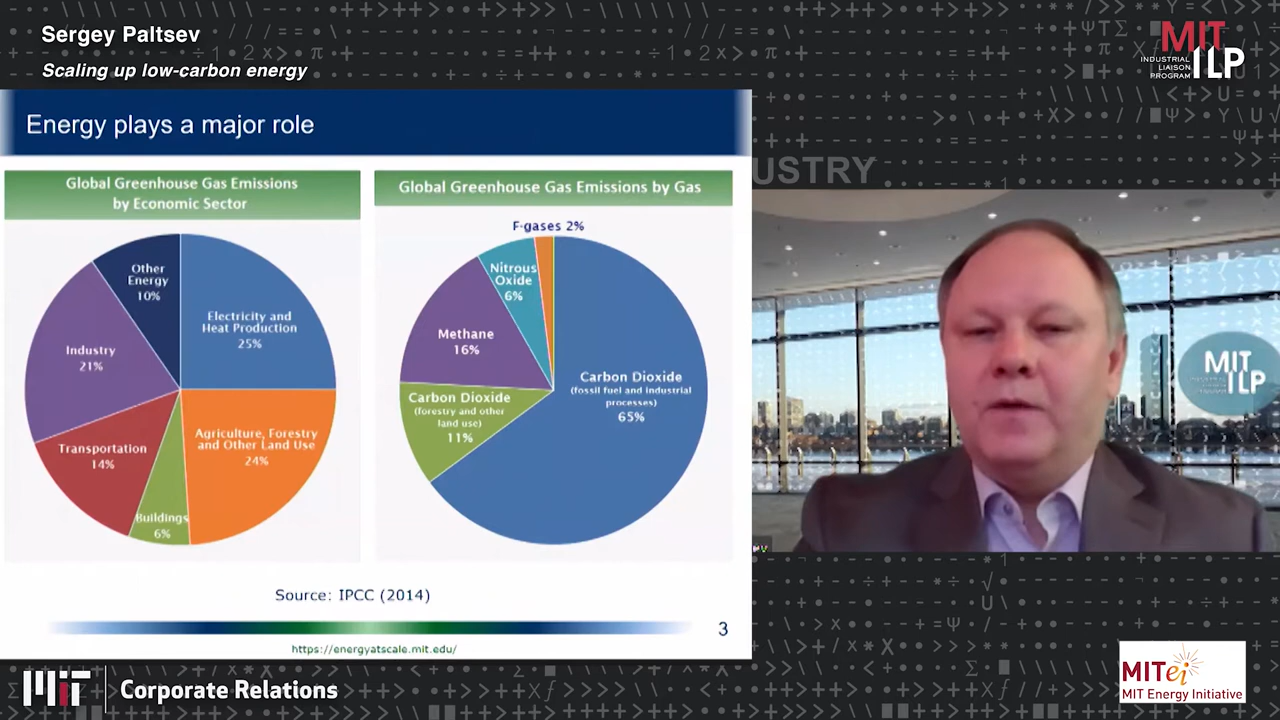 Sergey Paltsev
Scaling up low-carbon energy
MIT
INDUSTRIAL
LIAISON
PROGRAM
ILP
USTRY
Energy plays a major role
Global Greenhouse Gas Emissions
by Economic Sector
Other
Energy
10%
Electricity and
Heat Production
25%
Industry
21%
Transportation
14%
Agriculture, Forestry
and Other Land Use
24%
Buildings
6%
Global Greenhouse Gas Emissions by Gas
F-gases 2%
Nitrous
Oxide
6%
Methane
16%
Carbon Dioxide
(fossil fuel and industrial
processes)
65%
Carbon Dioxide
(forestry and other
land use)
11%
Source: IPCC (2014)
3
https://energyatscale.mit.edu/
MIT
ILP
MIT
Corporate Relations
MITei
MIT Energy Initiative